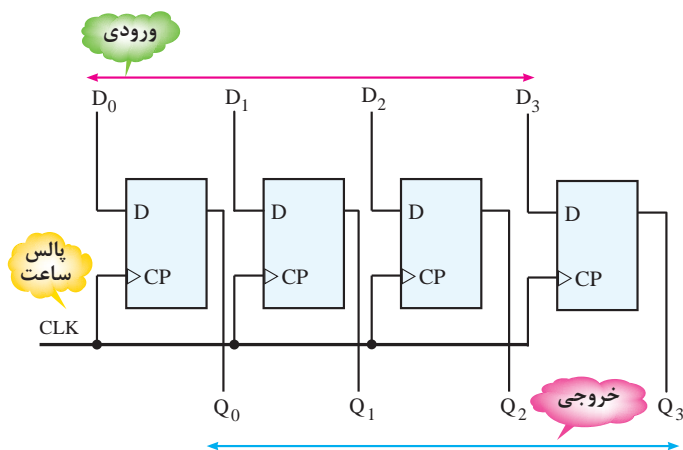 ورودی
D0 D1 D2 D3
D D D D
پالس
ساعت
CP CP CP CP
CLK
Q0 Q1 Q2 خروجی Q3